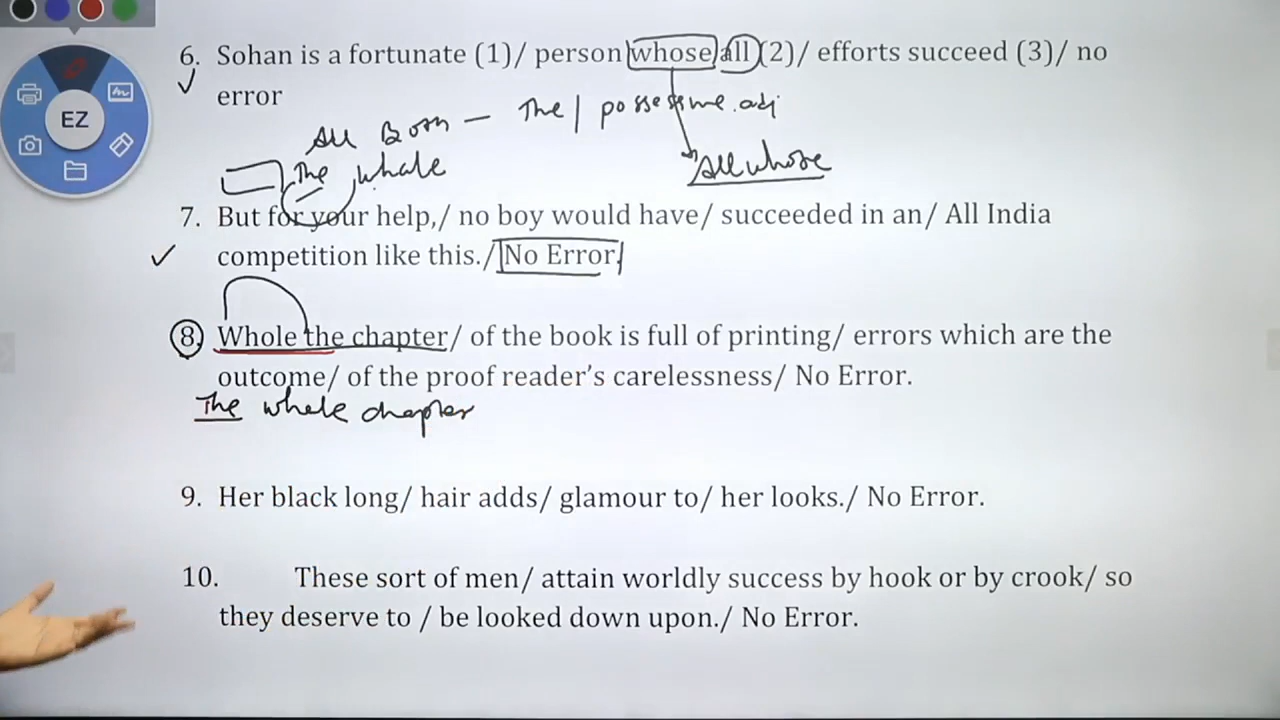 6. Sohan is a fortunate (1)/ person whose all (2)/ efforts succeed (3)/ no
error
All Both – The / possessive adj
The whole
All whose
EZ
7. But for your help,/ no boy would have/ succeeded in an/ All India
competition like this./ No Error.
8. Whole the chapter/ of the book is full of printing/ errors which are the
outcome/ of the proof reader's carelessness/ No Error.
The whole chapter
9. Her black long/ hair adds/ glamour to/ her looks./ No Error.
10. These sort of men/ attain worldly success by hook or by crook/ so
they deserve to / be looked down upon./ No Error.